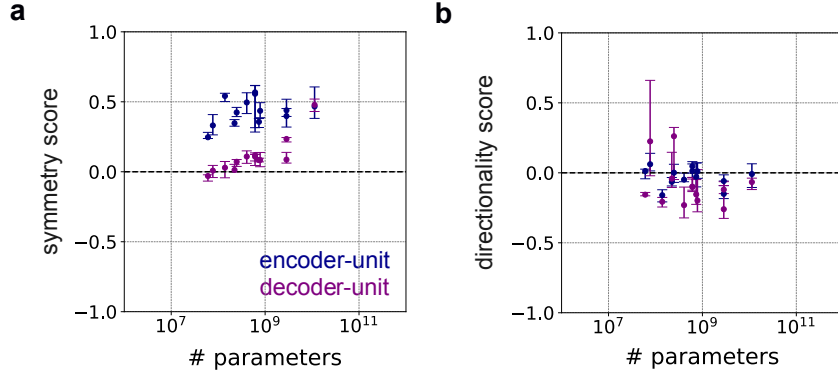 a
symmetry score
1.0
0.5
0.0
−0.5
−1.0
encoder-unit
decoder-unit
10^7
10^9
10^11
# parameters
b
directionality score
1.0
0.5
0.0
−0.5
−1.0
10^7
10^9
10^11
# parameters